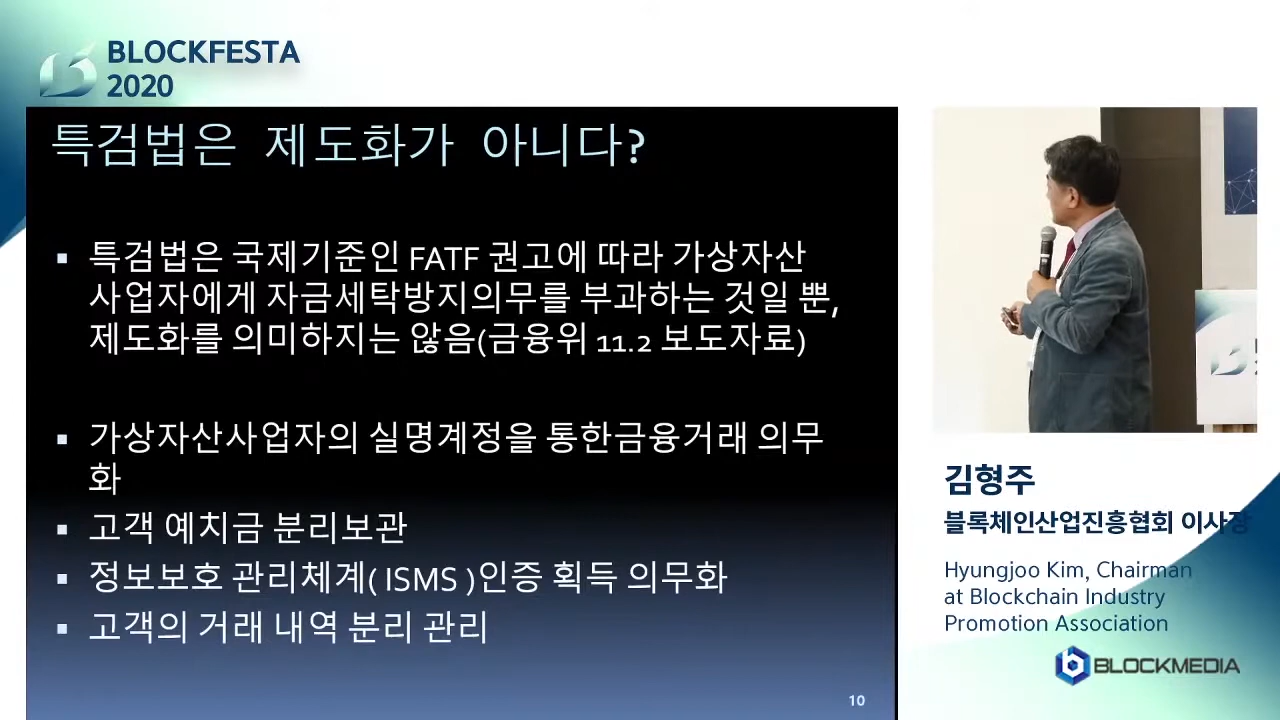 BLOCKFESTA
2020
특검법은 제도화가 아니다?
▪ 특검법은 국제기준인 FATF 권고에 따라 가상자산
사업자에게 자금세탁방지의무를 부과하는 것일 뿐,
제도화를 의미하지는 않음(금융위 11.2 보도자료)
▪ 가상자산사업자의 실명계정을 통한금융거래 의무
화
▪ 고객 예치금 분리보관
▪ 정보보호 관리체계( ISMS )인증 획득 의무화
▪ 고객의 거래 내역 분리 관리
10
김형주
블록체인산업진흥협회 이사장
Hyungjoo Kim, Chairman
at Blockchain Industry
Promotion Association
BLOCKMEDIA